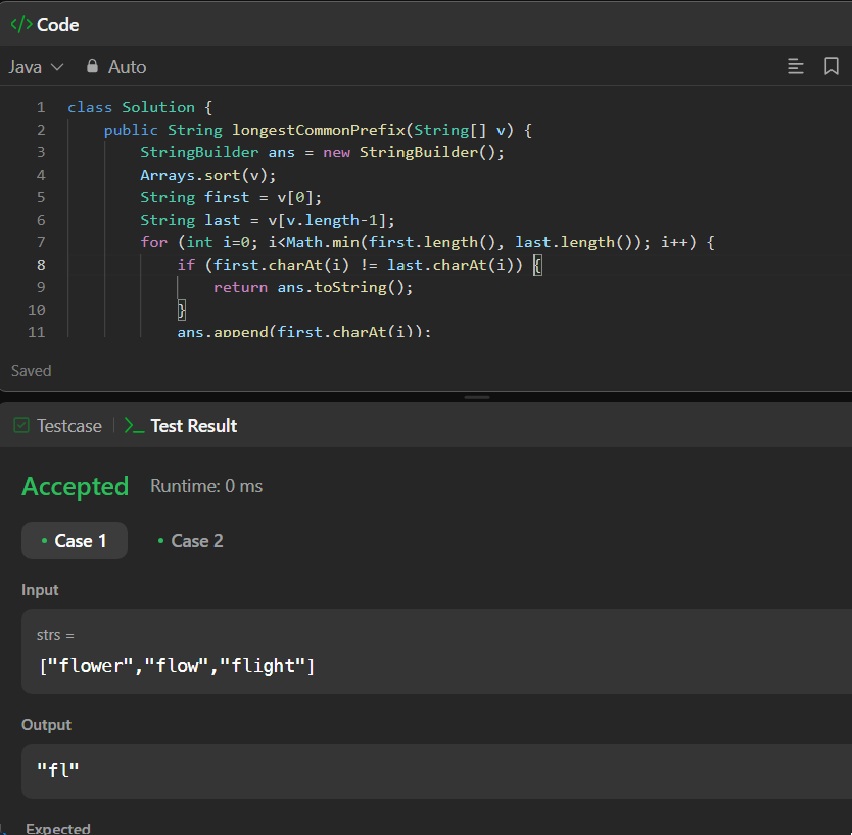 </> Code
Java Auto
1 class Solution {
2 public String longestCommonPrefix(String[] v) {
3 StringBuilder ans = new StringBuilder();
4 Arrays.sort(v);
5 String first = v[0];
6 String last = v[v.length-1];
7 for (int i=0; i<Math.min(first.length(), last.length()); i++) {
8 if (first.charAt(i) != last.charAt(i)) {
9 return ans.toString();
10 }
11 ans.append(first.charAt(i));
Saved
Testcase >_ Test Result
Accepted Runtime: 0 ms
• Case 1 • Case 2
Input
strs =
["flower","flow","flight"]
Output
"fl"
Expected